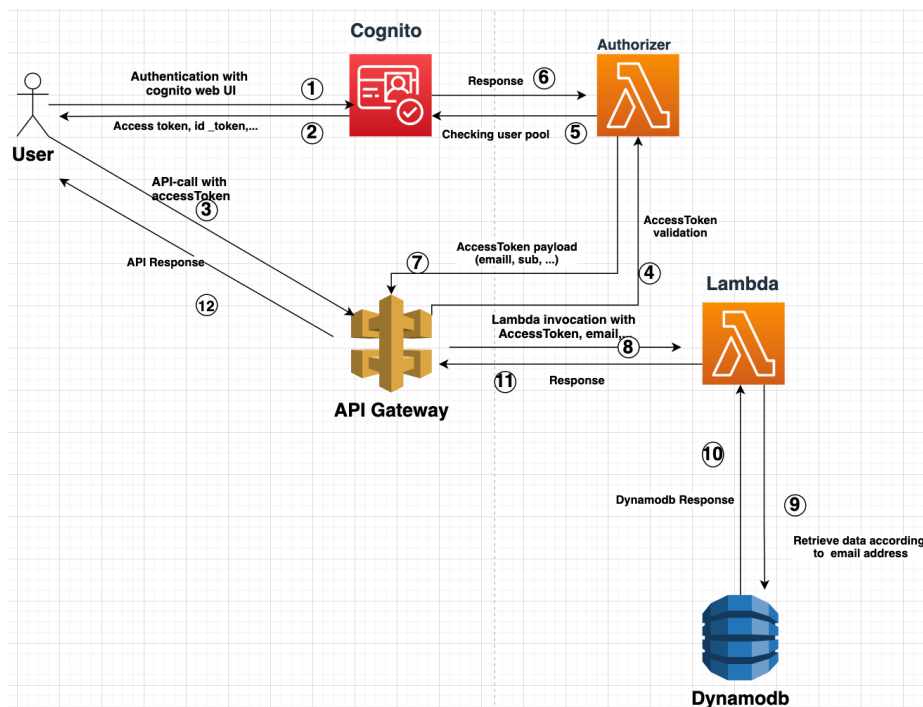 Cognito
Authorizer
Authentication with
cognito web UI
1
Response
6
Access token, id _token,...
2
Checking user pool
5
User
API-call with
accessToken
3
AccessToken
validation
AccessToken payload
(emaill, sub, ...)
7
4
API Response
12
Lambda
Lambda invocation with
AccessToken, email,..
8
11
Response
API Gateway
10
Dynamodb Response
9
Retrieve data according
to email address
Dynamodb